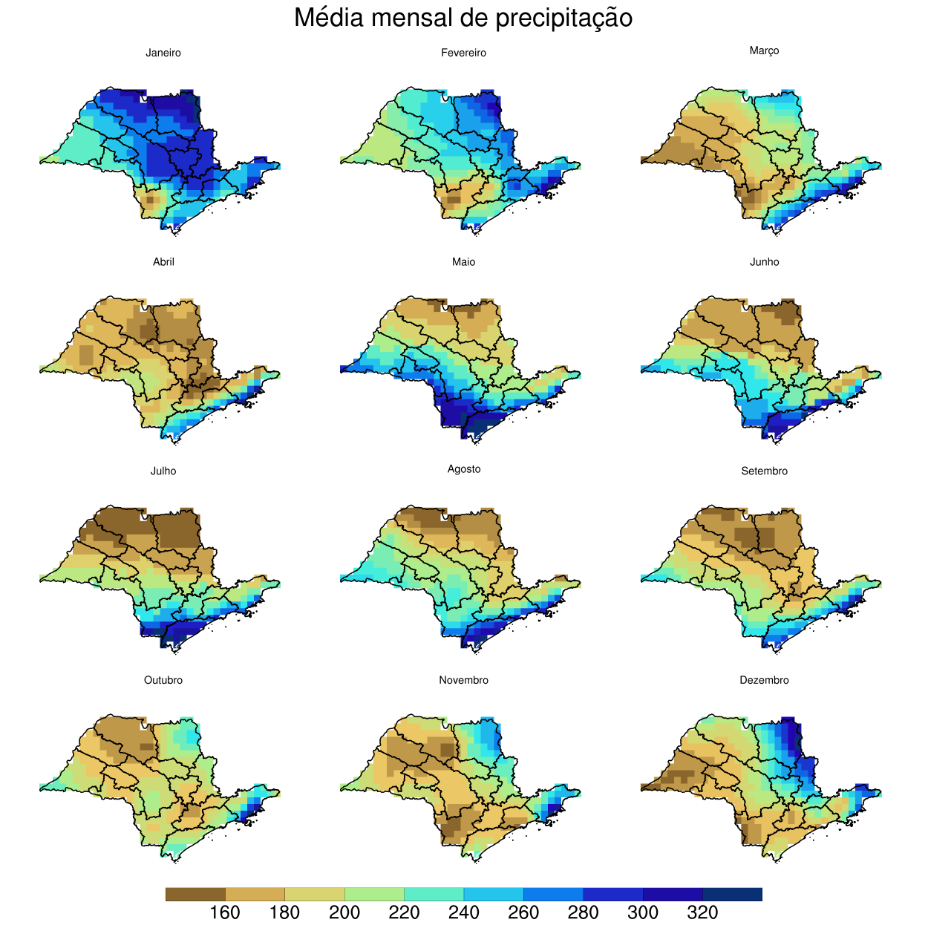 Média mensal de precipitação
Janeiro Fevereiro Março
Abril Maio Junho
Julho Agosto Setembro
Outubro Novembro Dezembro
160 180 200 220 240 260 280 300 320